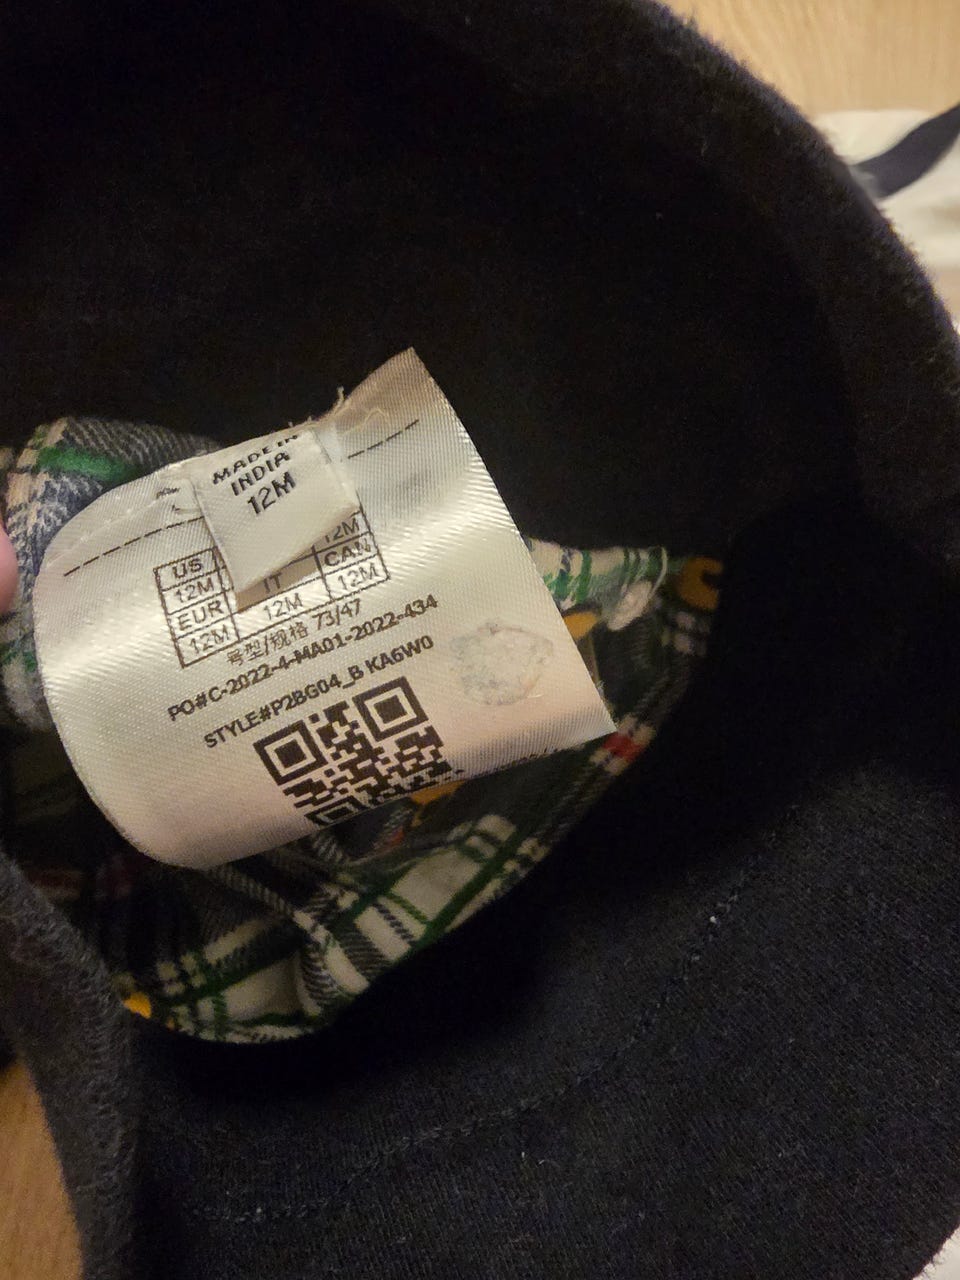 MADE IN
INDIA
12M
12M
US CAN
12M IT 12M
EUR 12M
12M
号型/规格 73/47
PO#C-2022-4-MA01-2022-434
STYLE#P2BG04_B KA6W0